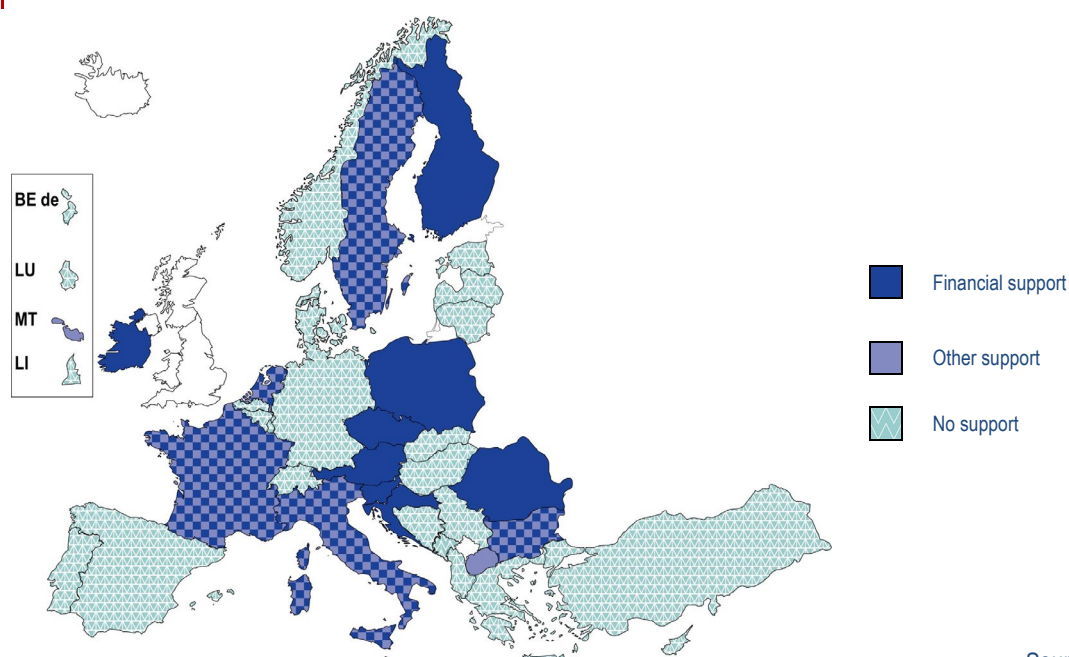 BE de
LU
MT
LI
Financial support
Other support
No support